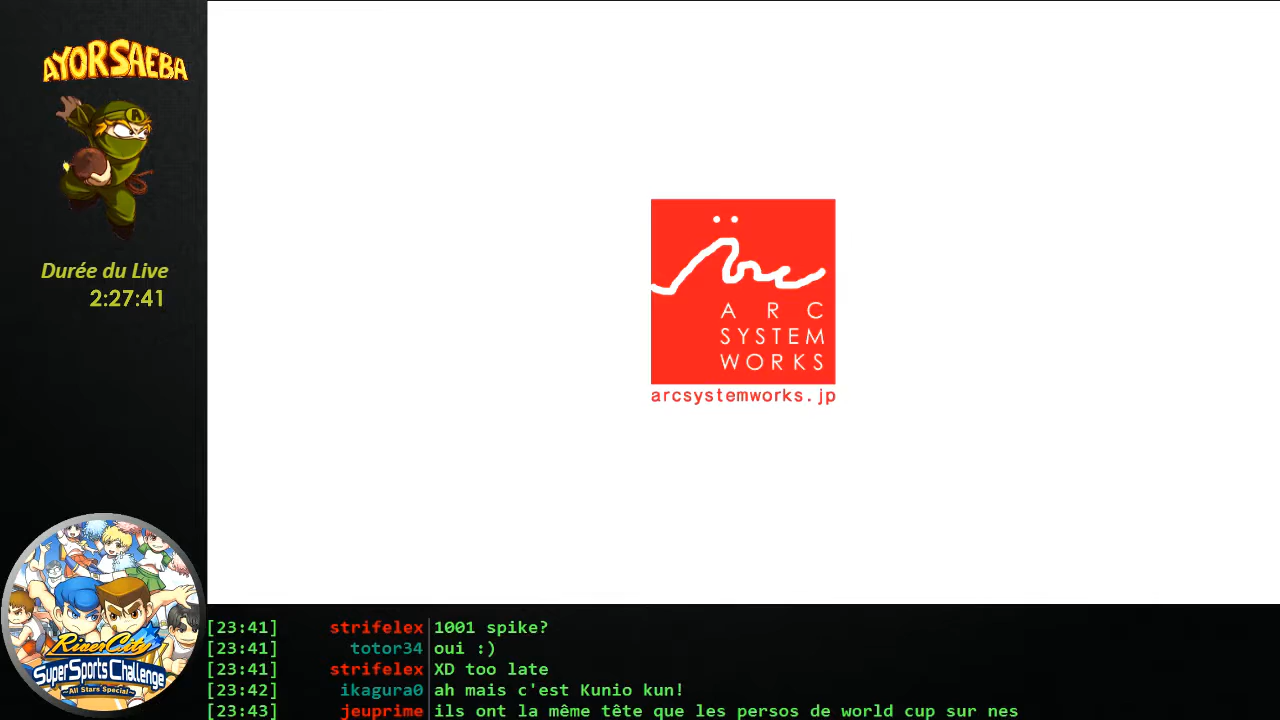 AYORSAEBA
Durée du Live
2:27:41
ARC
SYSTEM
WORKS
arcsystemworks.jp
River City
Super Sports Challenge
~All Stars Special~
[23:41] strifelex 1001 spike?
[23:41] totor34 oui :)
[23:41] strifelex XD too late
[23:42] ikagura0 ah mais c'est Kunio kun!
[23:43] jeuprime ils ont la même tête que les persos de world cup sur nes